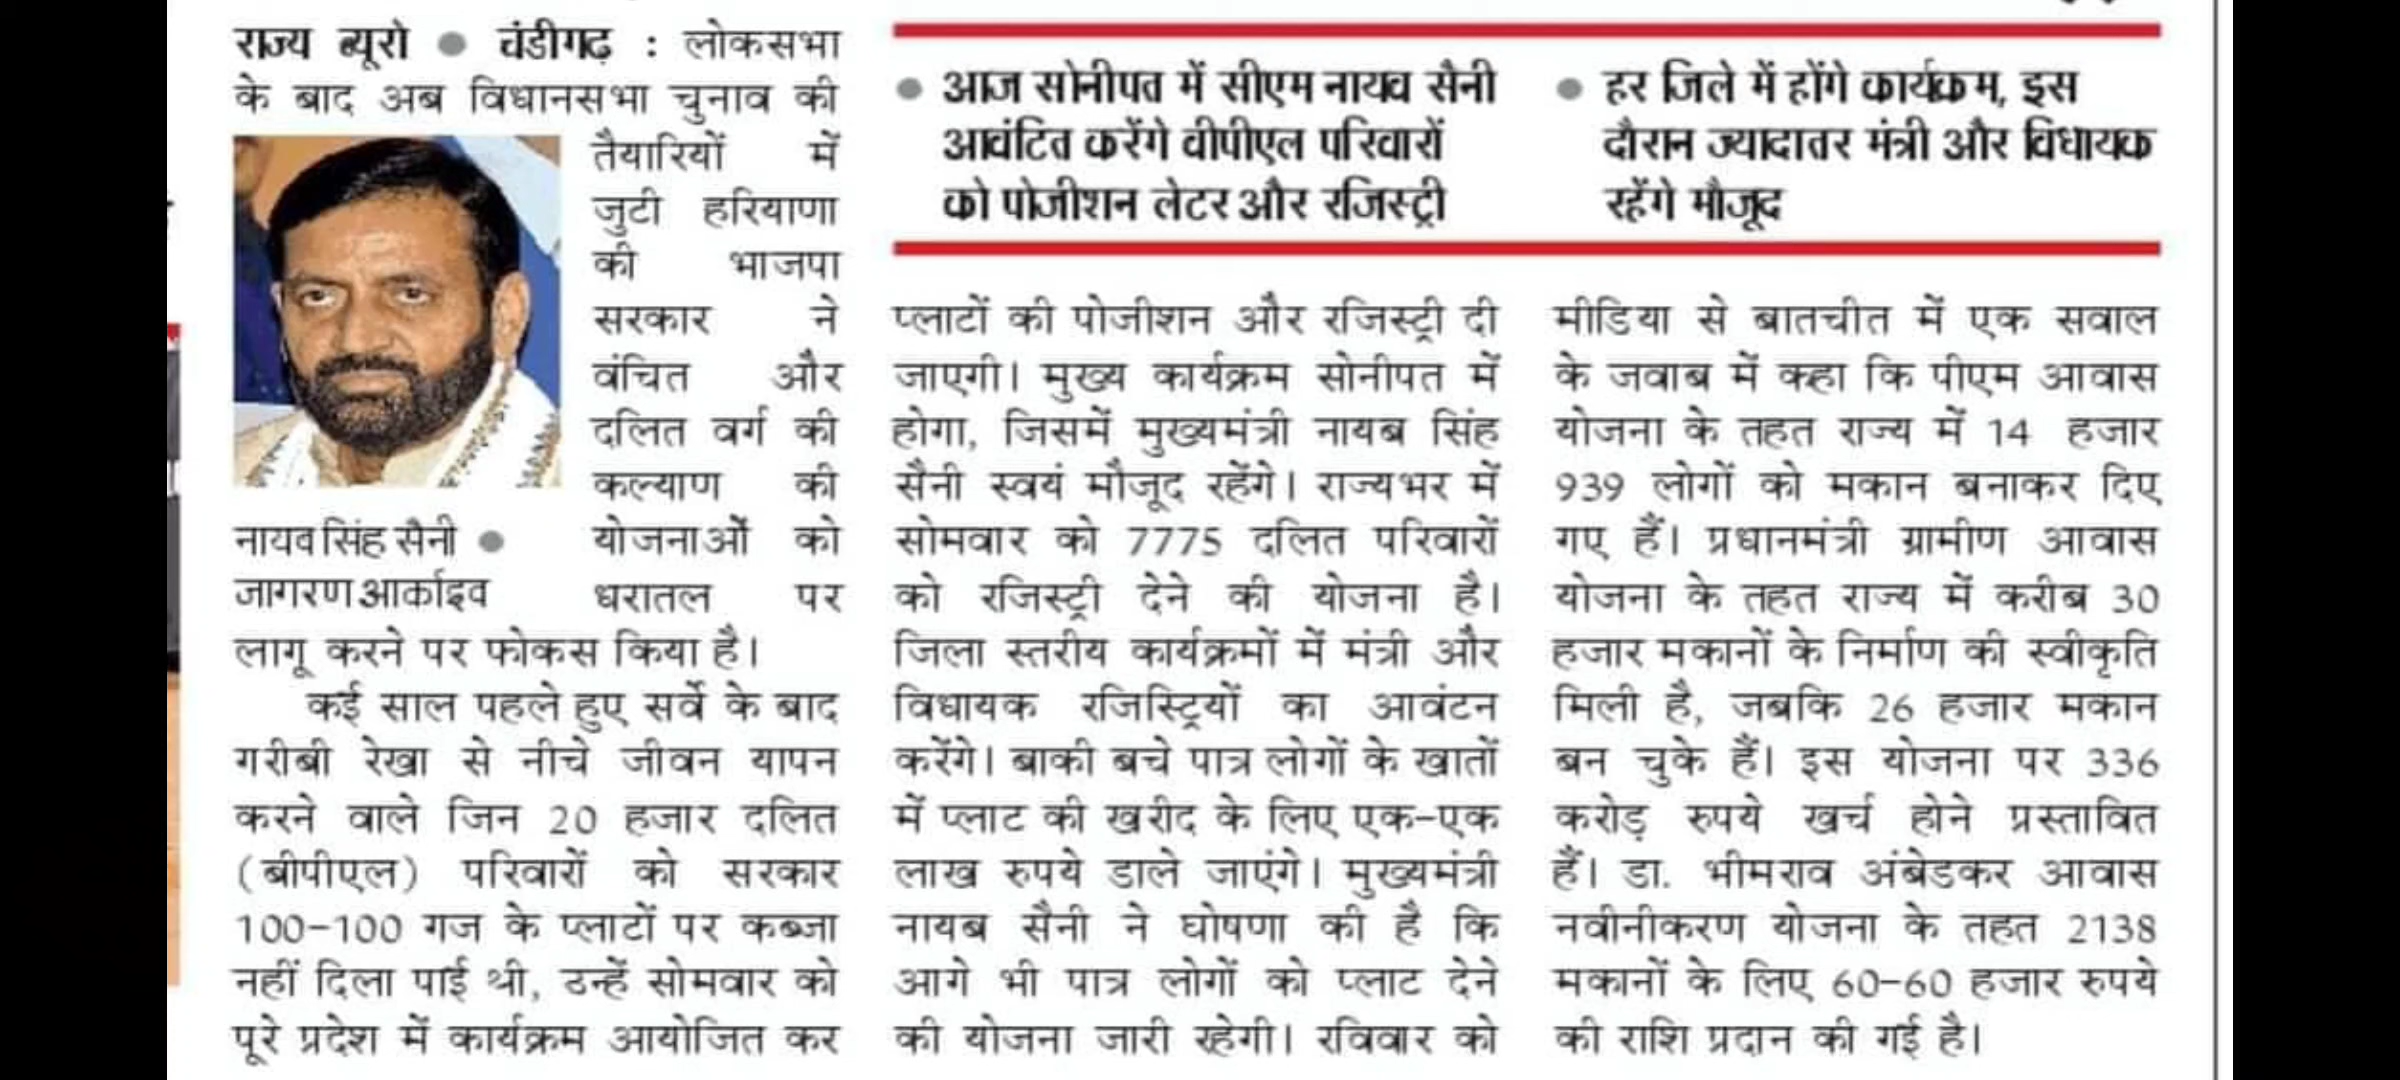 राज्य ब्यूरो ● चंडीगढ़ : लोकसभा
के बाद अब विधानसभा चुनाव की
तैयारियों में
जुटी हरियाणा
की भाजपा
सरकार ने
वंचित और
दलित वर्ग की
कल्याण की
योजनाओं को
धरातल पर
नायब सिंह सैनी ●
जागरण आर्काइव
लागू करने पर फोकस किया है।
कई साल पहले हुए सर्वे के बाद
गरीबी रेखा से नीचे जीवन यापन
करने वाले जिन 20 हजार दलित
(बीपीएल) परिवारों को सरकार
100-100 गज के प्लाटों पर कब्जा
नहीं दिला पाई थी, उन्हें सोमवार को
पूरे प्रदेश में कार्यक्रम आयोजित कर
● आज सोनीपत में सीएम नायब सैनी
आवंटित करेंगे बीपीएल परिवारों
को पोजीशन लेटर और रजिस्ट्री
● हर जिले में होंगे कार्यक्रम, इस
दौरान ज्यादातर मंत्री और विधायक
रहेंगे मौजूद
प्लाटों की पोजीशन और रजिस्ट्री दी
जाएगी। मुख्य कार्यक्रम सोनीपत में
होगा, जिसमें मुख्यमंत्री नायब सिंह
सैनी स्वयं मौजूद रहेंगे। राज्यभर में
सोमवार को 7775 दलित परिवारों
को रजिस्ट्री देने की योजना है।
जिला स्तरीय कार्यक्रमों में मंत्री और
विधायक रजिस्ट्रियों का आवंटन
करेंगे। बाकी बचे पात्र लोगों के खातों
में प्लाट की खरीद के लिए एक-एक
लाख रुपये डाले जाएंगे। मुख्यमंत्री
नायब सैनी ने घोषणा की है कि
आगे भी पात्र लोगों को प्लाट देने
की योजना जारी रहेगी। रविवार को
मीडिया से बातचीत में एक सवाल
के जवाब में कहा कि पीएम आवास
योजना के तहत राज्य में 14 हजार
939 लोगों को मकान बनाकर दिए
गए हैं। प्रधानमंत्री ग्रामीण आवास
योजना के तहत राज्य में करीब 30
हजार मकानों के निर्माण की स्वीकृति
मिली है, जबकि 26 हजार मकान
बन चुके हैं। इस योजना पर 336
करोड़ रुपये खर्च होने प्रस्तावित
हैं। डा. भीमराव अंबेडकर आवास
नवीनीकरण योजना के तहत 2138
मकानों के लिए 60-60 हजार रुपये
की राशि प्रदान की गई है।